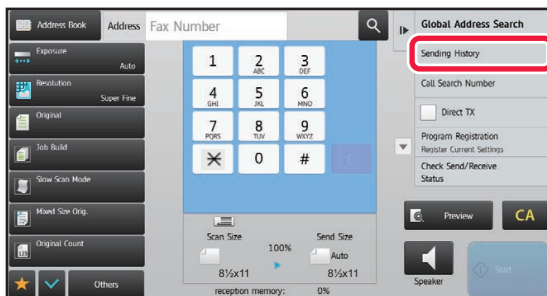 Address Book
Address
Fax Number
Global Address Search
Exposure
Auto
Sending History
Resolution
Super Fine
Call Search Number
Original
Direct TX
Job Build
Program Registration
Register Current Settings
Slow Scan Mode
Check Send/Receive
Status
Mixed Size Orig.
Original Count
Others
1
2
ABC
3
DEF
4
GHI
5
JKL
6
MNO
7
PQRS
8
TUV
9
WXYZ
0
#
C
Scan Size
100%
Send Size
Auto
8½x11
8½x11
reception memory: 0%
Preview
CA
Speaker
Start